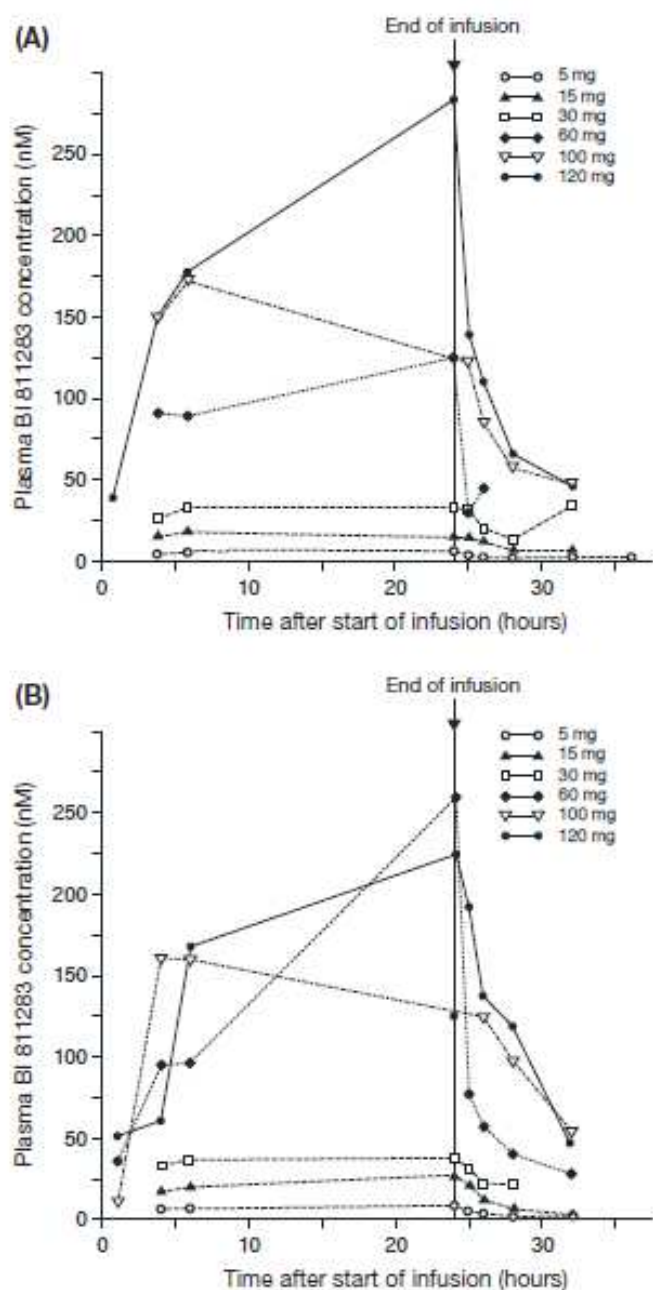 (A)
End of infusion
Plasma BI 811283 concentration (nM)
250
200
150
100
50
0
5 mg
15 mg
30 mg
60 mg
100 mg
120 mg
0 10 20 30
Time after start of infusion (hours)
(B)
End of infusion
Plasma BI 811283 concentration (nM)
250
200
150
100
50
0
5 mg
15 mg
30 mg
60 mg
100 mg
120 mg
0 10 20 30
Time after start of infusion (hours)